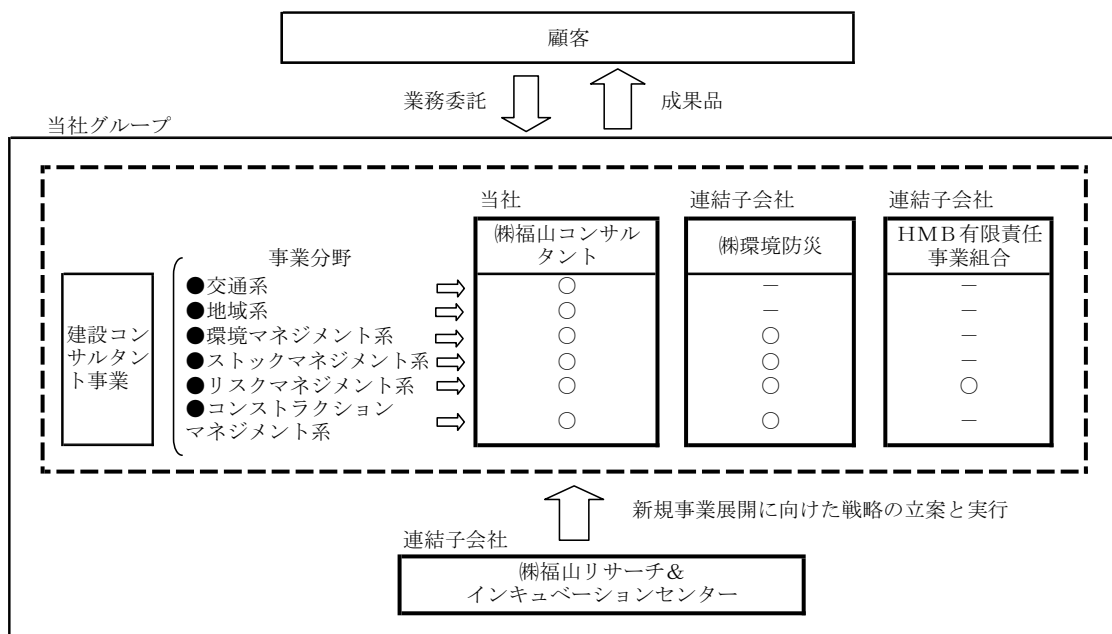 顧客
業務委託
成果品
当社グループ
当社
連結子会社
連結子会社
㈱福山コンサル
タント
㈱環境防災
HMB有限責任
事業組合
事業分野
建設コン
サルタン
ト事業
●交通系 ○ － －
●地域系 ○ － －
●環境マネジメント系 ○ ○ －
●ストックマネジメント系 ○ ○ －
●リスクマネジメント系 ○ ○ ○
●コンストラクション
マネジメント系 ○ ○ －
新規事業展開に向けた戦略の立案と実行
連結子会社
㈱福山リサーチ＆
インキュベーションセンター